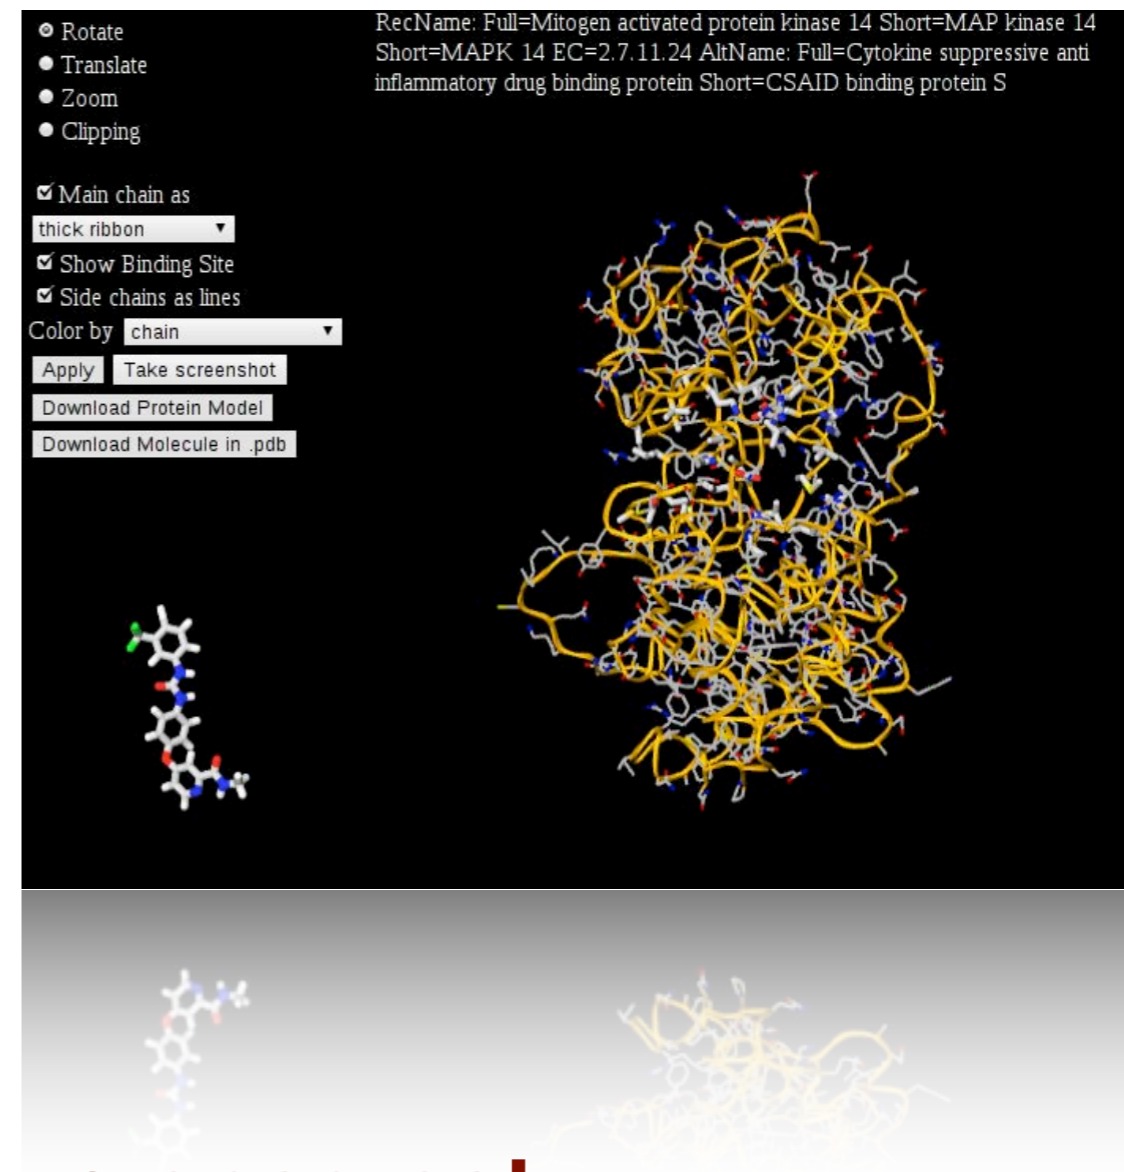 Rotate
Translate
Zoom
Clipping
Main chain as
thick ribbon
Show Binding Site
Side chains as lines
Color by chain
Apply Take screenshot
Download Protein Model
Download Molecule in .pdb
RecName: Full=Mitogen activated protein kinase 14 Short=MAP kinase 14
Short=MAPK 14 EC=2.7.11.24 AltName: Full=Cytokine suppressive anti
inflammatory drug binding protein Short=CSAID binding protein S